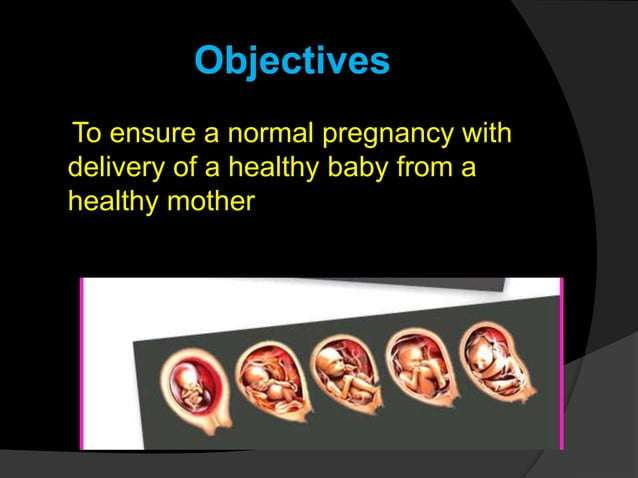 Objectives
To ensure a normal pregnancy with
delivery of a healthy baby from a
healthy mother